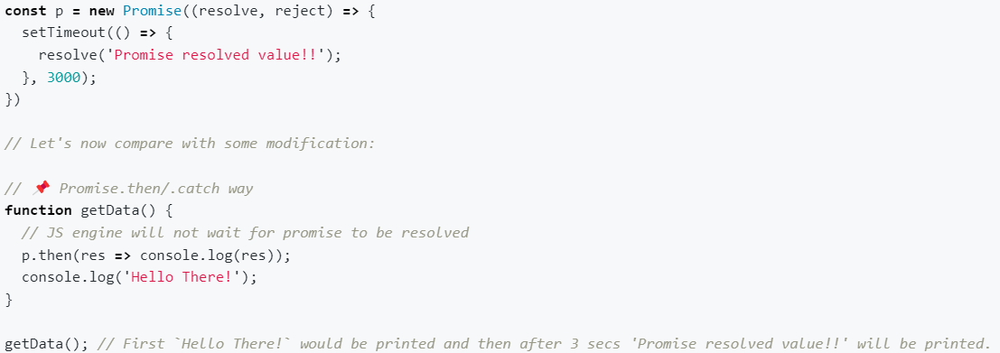 const p = new Promise((resolve, reject) => {
  setTimeout(() => {
    resolve('Promise resolved value!!');
  }, 3000);
})

// Let's now compare with some modification:

// 📌 Promise.then/.catch way
function getData() {
  // JS engine will not wait for promise to be resolved
  p.then(res => console.log(res));
  console.log('Hello There!');
}

getData(); // First `Hello There!` would be printed and then after 3 secs 'Promise resolved value!!' will be printed.